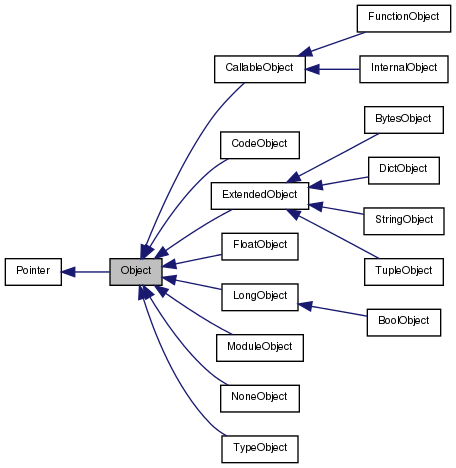 FunctionObject
CallableObject
InternalObject
BytesObject
CodeObject
DictObject
ExtendedObject
StringObject
FloatObject
Pointer
Object
TupleObject
LongObject
BoolObject
ModuleObject
NoneObject
TypeObject